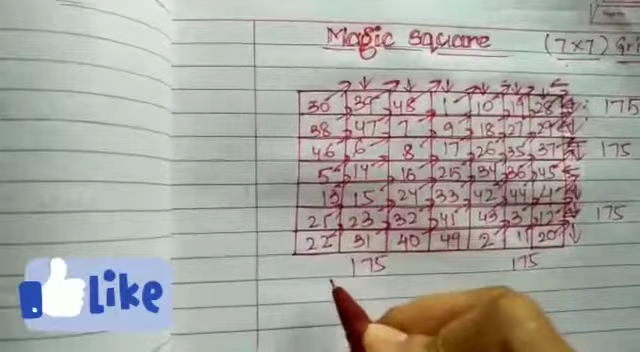 Magic Square (7×7) Gri
30 39 48 1 10 19 28 175
38 47 7 9 18 27 29
46 6 8 17 26 35 37 175
5 14 16 25 34 36 45
13 15 24 33 42 44 4
21 23 32 41 43 3 12 175
22 31 40 49 2 11 20
175 175
Like